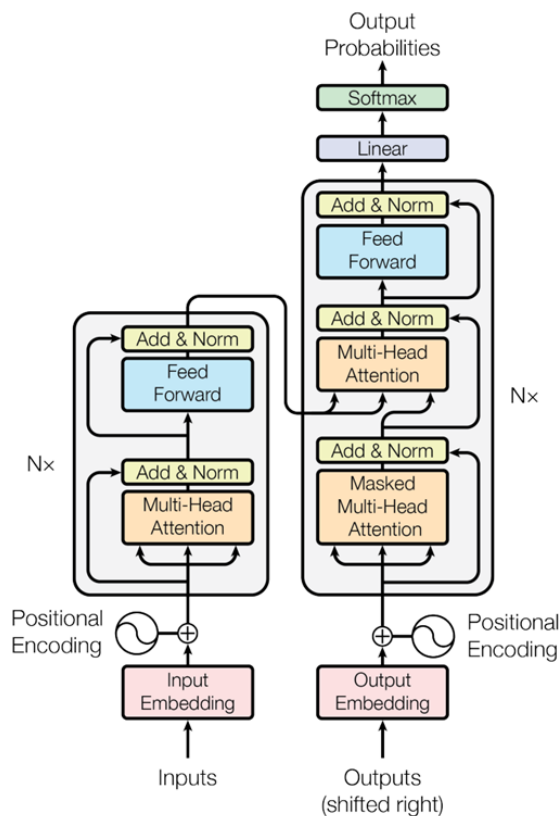 Output
Probabilities
Softmax
Linear
Add & Norm
Feed
Forward
Add & Norm
Multi-Head
Attention
Add & Norm
Masked
Multi-Head
Attention
N×
Add & Norm
Feed
Forward
Add & Norm
Multi-Head
Attention
N×
Positional
Encoding
Input
Embedding
Inputs
Positional
Encoding
Output
Embedding
Outputs
(shifted right)